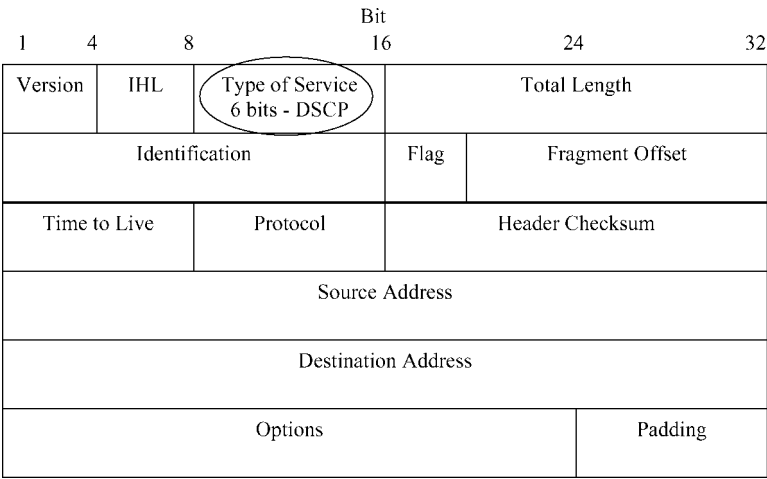 Bit
1 4 8 16 24 32
Version IHL Type of Service Total Length
6 bits - DSCP
Identification Flag Fragment Offset
Time to Live Protocol Header Checksum
Source Address
Destination Address
Options Padding